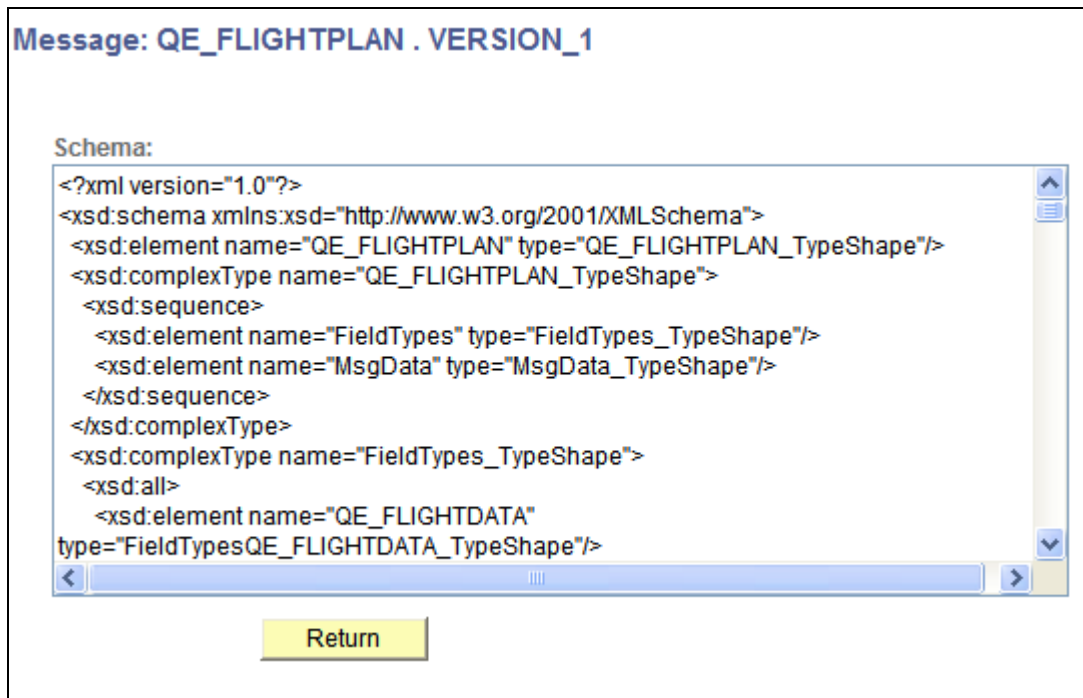 Message: QE_FLIGHTPLAN . VERSION_1
Schema:
<?xml version="1.0"?>
<xsd:schema xmlns:xsd="http://www.w3.org/2001/XMLSchema">
<xsd:element name="QE_FLIGHTPLAN" type="QE_FLIGHTPLAN_TypeShape"/>
<xsd:complexType name="QE_FLIGHTPLAN_TypeShape">
<xsd:sequence>
<xsd:element name="FieldTypes" type="FieldTypes_TypeShape"/>
<xsd:element name="MsgData" type="MsgData_TypeShape"/>
</xsd:sequence>
</xsd:complexType>
<xsd:complexType name="FieldTypes_TypeShape">
<xsd:all>
<xsd:element name="QE_FLIGHTDATA"
type="FieldTypesQE_FLIGHTDATA_TypeShape"/>
Return